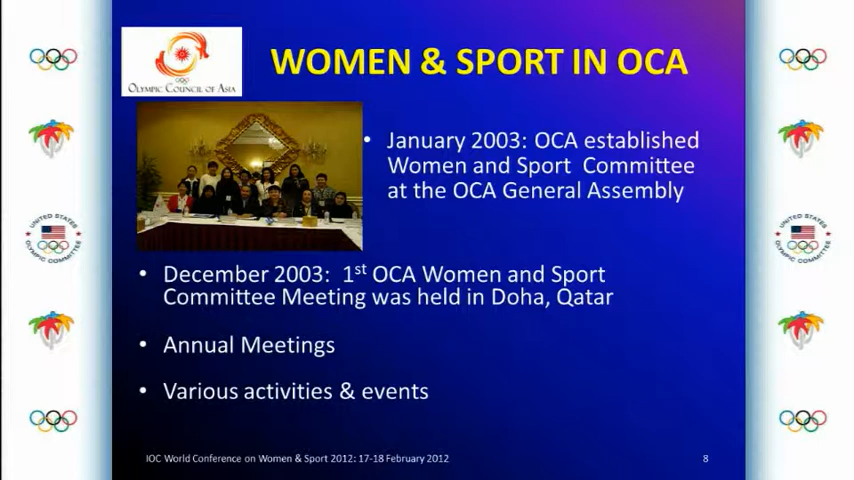 WOMEN & SPORT IN OCA
OLYMPIC COUNCIL OF ASIA
• January 2003: OCA established
Women and Sport Committee
at the OCA General Assembly
• December 2003: 1st OCA Women and Sport
Committee Meeting was held in Doha, Qatar
• Annual Meetings
• Various activities & events
IOC World Conference on Women & Sport 2012: 17-18 February 2012
8
UNITED STATES
OLYMPIC COMMITTEE
UNITED STATES
OLYMPIC COMMITTEE